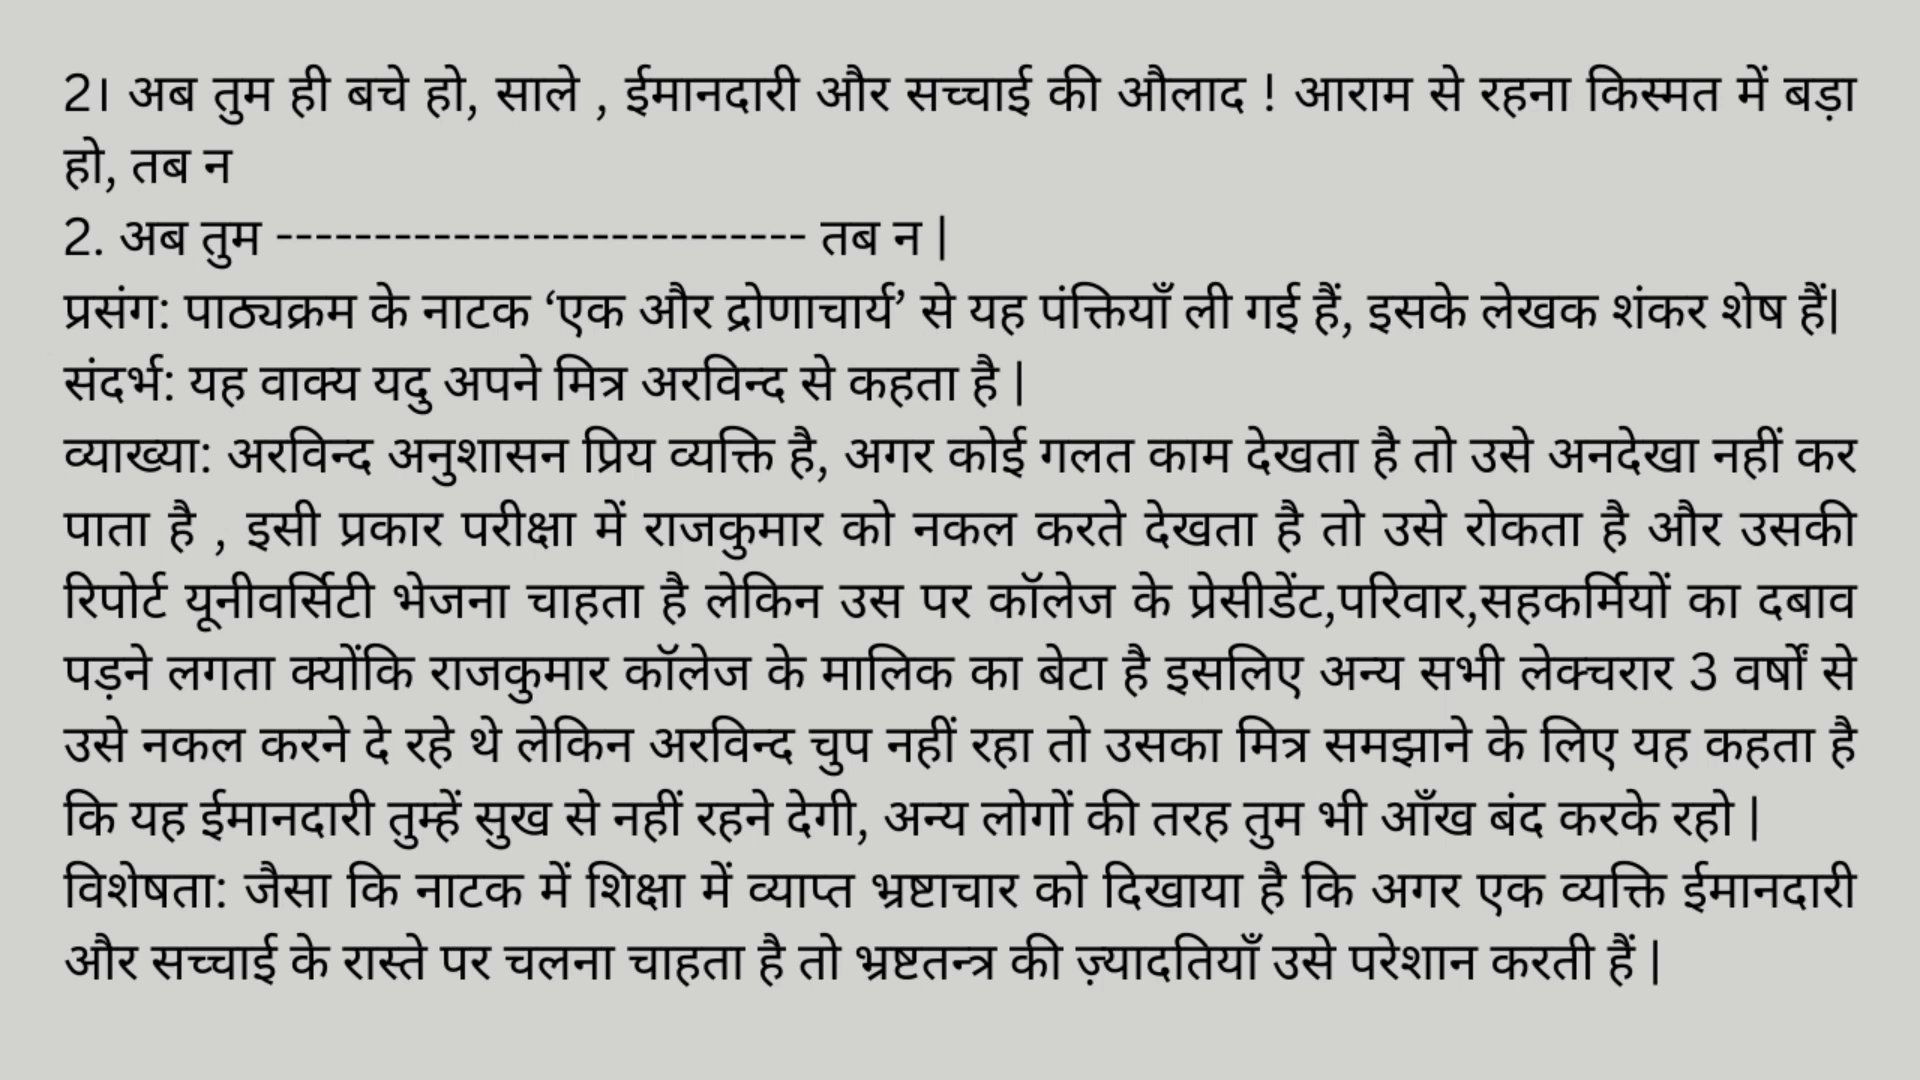 2। अब तुम ही बचे हो, साले , ईमानदारी और सच्चाई की औलाद ! आराम से रहना किस्मत में बड़ा
हो, तब न
2. अब तुम --------------------------- तब न |
प्रसंग: पाठ्यक्रम के नाटक ‘एक और द्रोणाचार्य’ से यह पंक्तियाँ ली गई हैं, इसके लेखक शंकर शेष हैं|
संदर्भ: यह वाक्य यदु अपने मित्र अरविन्द से कहता है |
व्याख्या: अरविन्द अनुशासन प्रिय व्यक्ति है, अगर कोई गलत काम देखता है तो उसे अनदेखा नहीं कर
पाता है , इसी प्रकार परीक्षा में राजकुमार को नकल करते देखता है तो उसे रोकता है और उसकी
रिपोर्ट यूनीवर्सिटी भेजना चाहता है लेकिन उस पर कॉलेज के प्रेसीडेंट,परिवार,सहकर्मियों का दबाव
पड़ने लगता क्योंकि राजकुमार कॉलेज के मालिक का बेटा है इसलिए अन्य सभी लेक्चरार 3 वर्षों से
उसे नकल करने दे रहे थे लेकिन अरविन्द चुप नहीं रहा तो उसका मित्र समझाने के लिए यह कहता है
कि यह ईमानदारी तुम्हें सुख से नहीं रहने देगी, अन्य लोगों की तरह तुम भी आँख बंद करके रहो |
विशेषता: जैसा कि नाटक में शिक्षा में व्याप्त भ्रष्टाचार को दिखाया है कि अगर एक व्यक्ति ईमानदारी
और सच्चाई के रास्ते पर चलना चाहता है तो भ्रष्टतन्त्र की ज़्यादतियाँ उसे परेशान करती हैं |